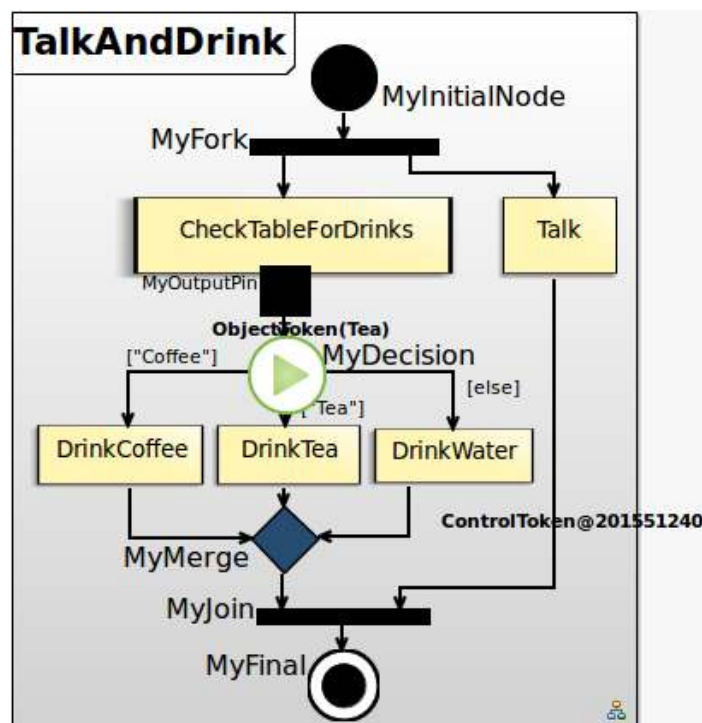 TalkAndDrink
MyInitialNode
MyFork
CheckTableForDrinks
Talk
MyOutputPin
ObjectToken(Tea)
["Coffee"]
MyDecision
["Tea"]
[else]
DrinkCoffee
DrinkTea
DrinkWater
ControlToken@201551240
MyMerge
MyJoin
MyFinal